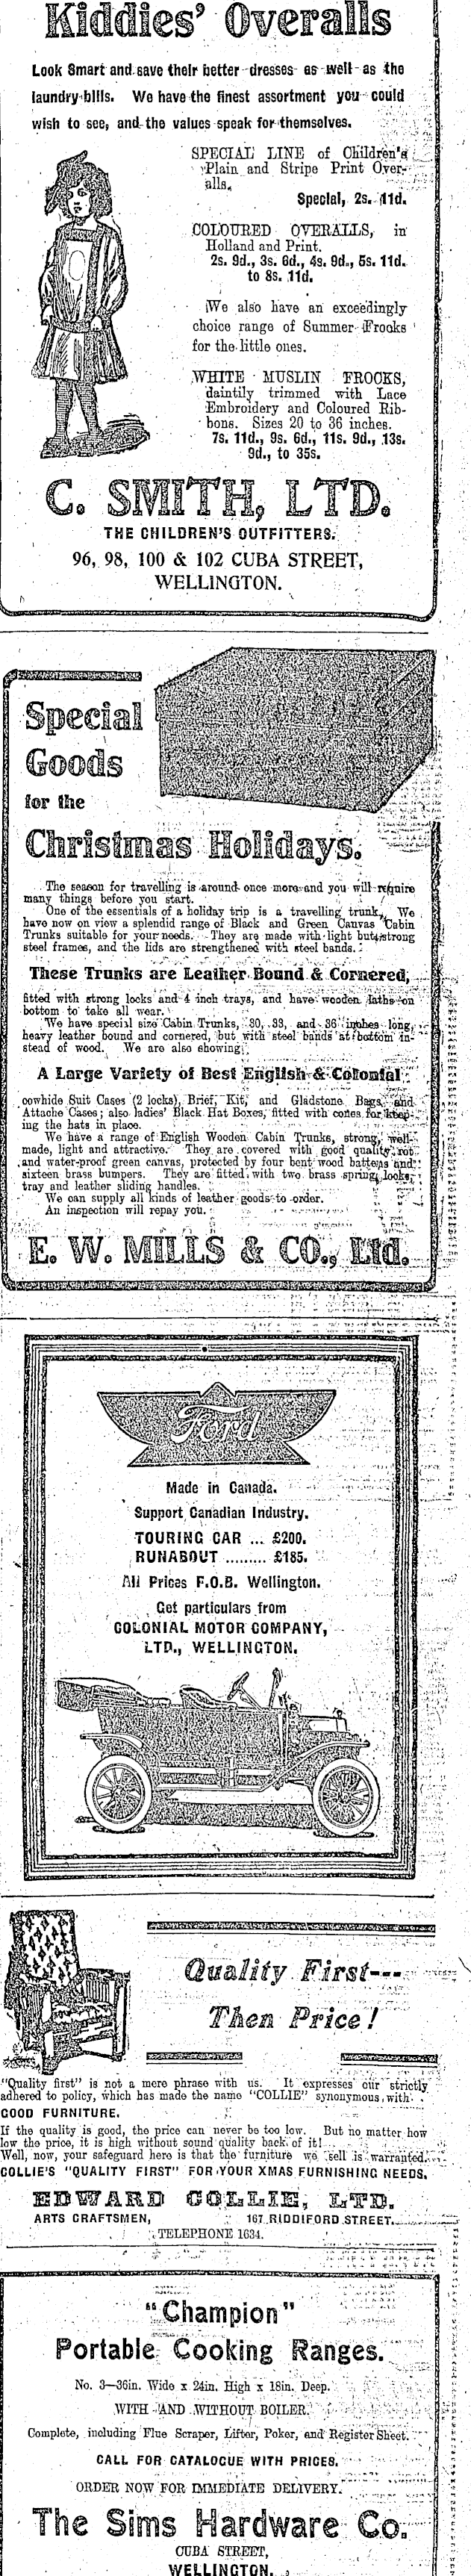 Kiddies' Overalls
Look Smart and save their better dresses as well as the
laundry bills. We have the finest assortment you could
wish to see, and the values speak for themselves.
SPECIAL LINE of Children's
Plain and Stripe Print Over-
alls.
Special, 2s. 11d.
COLOURED OVERALLS, in
Holland and Print.
2s. 9d., 3s. 6d., 4s. 9d., 5s. 11d.
to 8s. 11d.
We also have an exceedingly
choice range of Summer Frocks
for the little ones.
WHITE MUSLIN FROCKS,
daintily trimmed with Lace
Embroidery and Coloured Rib-
bons. Sizes 20 to 36 inches.
7s. 11d., 9s. 6d., 11s. 9d., 13s.
9d., to 35s.
C. SMITH, LTD.
THE CHILDREN'S OUTFITTERS.
96, 98, 100 & 102 CUBA STREET,
WELLINGTON.
Special
Goods
for the
Christmas Holidays.
The season for travelling is around once more and you will require
many things before you start.
One of the essentials of a holiday trip is a travelling trunk. We
have now on view a splendid range of Black and Green Canvas Cabin
Trunks suitable for your needs. They are made with light but strong
steel frames, and the lids are strengthened with steel bands.
These Trunks are Leather Bound & Cornered,
fitted with strong locks and 4 inch trays, and have wooden laths on
bottom to take all wear.
We have special size Cabin Trunks, 30, 33, and 36 inches long,
heavy leather bound and cornered, but with steel bands at bottom in-
stead of wood. We are also showing
A Large Variety of Best English & Colonial
cowhide Suit Cases (2 locks), Brief, Kit, and Gladstone Bags, and
Attache Cases; also ladies' Black Hat Boxes, fitted with cones for keep-
ing the hats in place.
We have a range of English Wooden Cabin Trunks, strong, well-
made, light and attractive. They are covered with good quality, rot
and water-proof green canvas, protected by four bent wood battens and
sixteen brass bumpers. They are fitted with two brass spring locks,
tray and leather sliding handles.
We can supply all kinds of leather goods to order.
An inspection will repay you.
E. W. MILLS & CO., Ltd.
Ford
Made in Canada.
Support Canadian Industry.
TOURING CAR ... £200.
RUNABOUT ......... £185.
All Prices F.O.B. Wellington.
Get particulars from
COLONIAL MOTOR COMPANY,
LTD., WELLINGTON.
Quality First---
Then Price!
"Quality first" is not a mere phrase with us. It expresses our strictly
adhered to policy, which has made the name "COLLIE" synonymous with
GOOD FURNITURE.
If the quality is good, the price can never be too low. But no matter how
low the price, it is high without sound quality back of it!
Well, now, your safeguard here is that the furniture we sell is warranted.
COLLIE'S "QUALITY FIRST" FOR YOUR XMAS FURNISHING NEEDS.
EDWARD COLLIE, LTD.
ARTS CRAFTSMEN, 167 RIDDIFORD STREET.
TELEPHONE 1634.
"Champion"
Portable Cooking Ranges.
No. 3—36in. Wide x 24in. High x 18in. Deep.
WITH AND WITHOUT BOILER.
Complete, including Flue Scraper, Lifter, Poker, and Register Sheet.
CALL FOR CATALOGUE WITH PRICES.
ORDER NOW FOR IMMEDIATE DELIVERY.
The Sims Hardware Co.
CUBA STREET,
WELLINGTON.